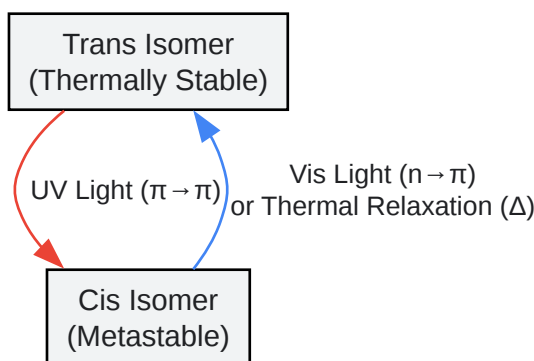 Trans Isomer
(Thermally Stable)
UV Light (π→π)
Vis Light (n→π)
or Thermal Relaxation (Δ)
Cis Isomer
(Metastable)